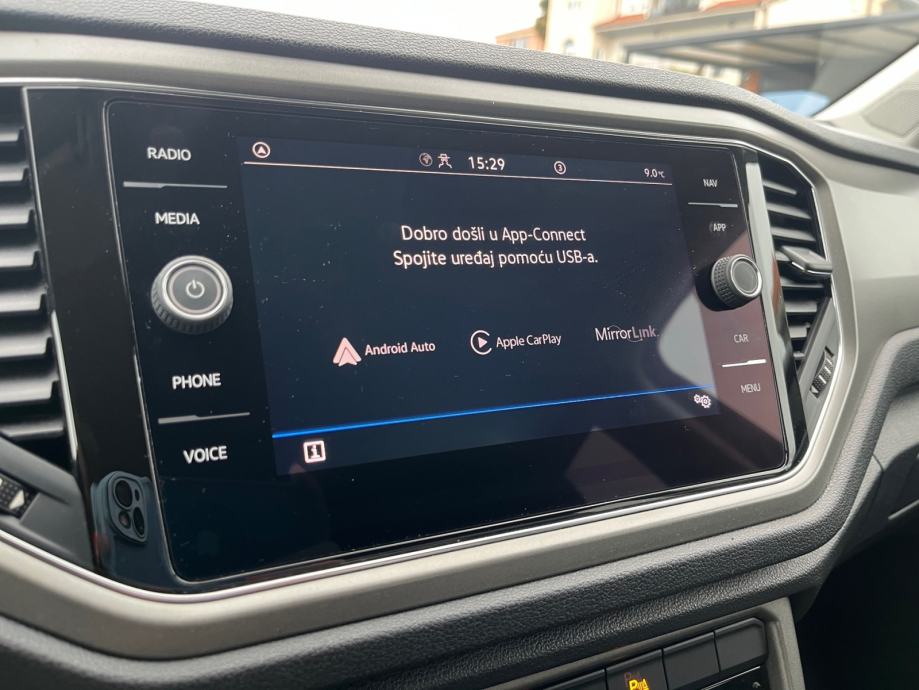 RADIO
MEDIA
PHONE
VOICE
15:29
3
9.0°C
Dobro došli u App-Connect
Spojite uređaj pomoću USB-a.
Android Auto
Apple CarPlay
MirrorLink
i
NAV
APP
CAR
MENU